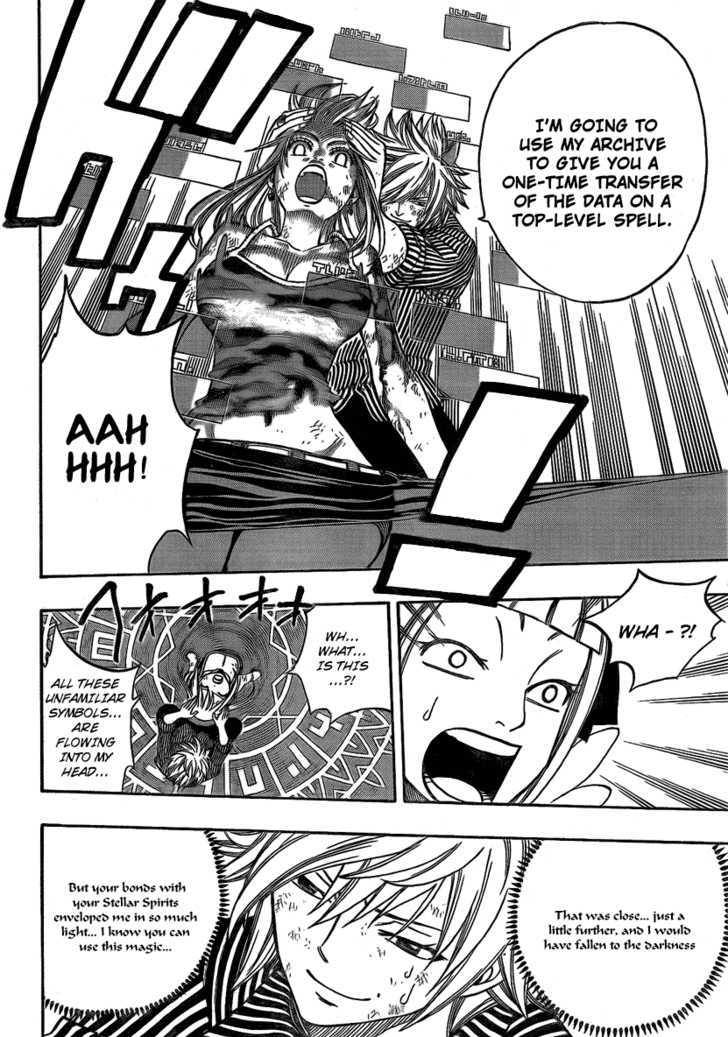 I'M GOING TO
USE MY ARCHIVE
TO GIVE YOU A
ONE-TIME TRANSFER
OF THE DATA ON A
TOP-LEVEL SPELL.
AAH
HHH!
!
WHA - ?!
WH...
WHAT...
IS THIS
...?!
ALL THESE
UNFAMILIAR
SYMBOLS...
ARE
FLOWING
INTO MY
HEAD...
That was close... just a
little further, and I would
have fallen to the darkness
But your bonds with
your Stellar Spirits
enveloped me in so much
light... I know you can
use this magic...